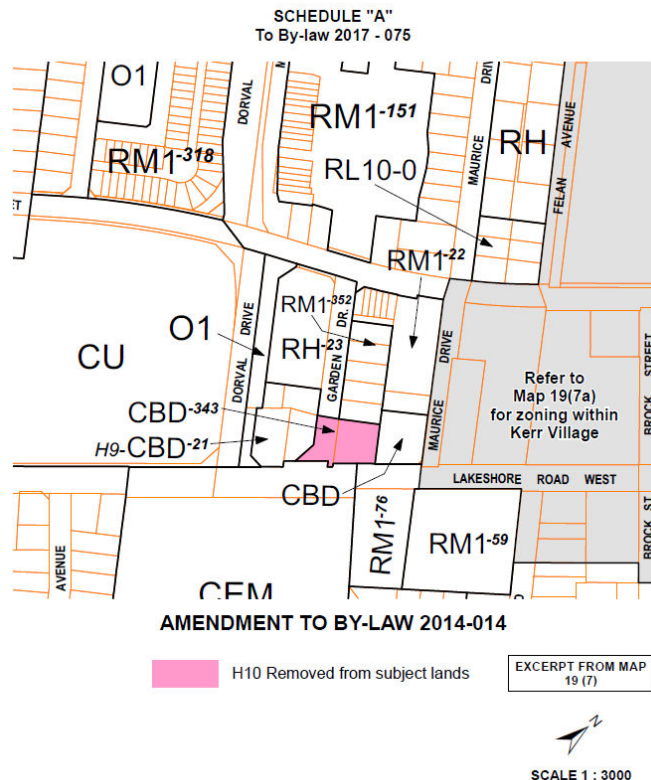 SCHEDULE "A"
To By-law 2017 - 075
O1
RM1-318
DORVAL
RM1-151
RL10-0
MAURICE
DRIVE
RH
FELAN AVENUE
RM1-22
RM1-352
O1
DORVAL DRIVE
CU
RH-23
GARDEN DR.
CBD-343
H9-CBD-21
CBD
MAURICE DRIVE
Refer to
Map 19(7a)
for zoning within
Kerr Village
BROCK STREET
LAKESHORE ROAD WEST
AVENUE
CEM
RM1-76
RM1-59
BROCK ST.
AMENDMENT TO BY-LAW 2014-014
H10 Removed from subject lands
EXCERPT FROM MAP
19 (7)
N
SCALE 1 : 3000